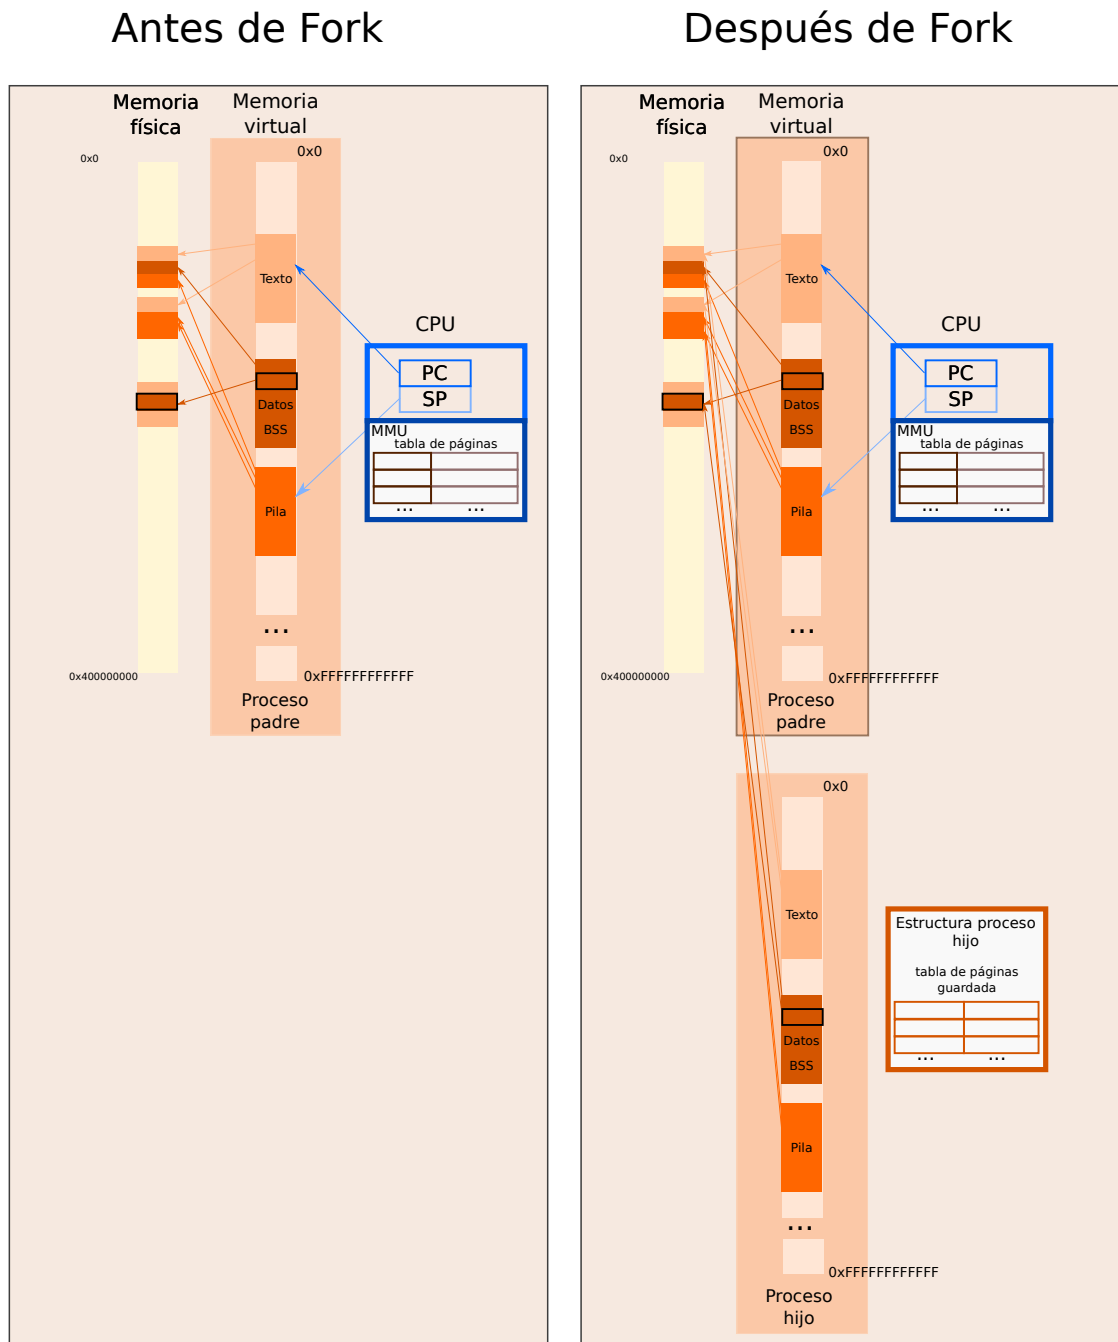 Antes de Fork
Memoria
física
Memoria
virtual
0x0
0x0
Texto
CPU
PC
SP
MMU
tabla de páginas
... ...
Datos
BSS
Pila
...
0x400000000
0xFFFFFFFFFFFF
Proceso
padre
Después de Fork
Memoria
física
Memoria
virtual
0x0
0x0
Texto
CPU
PC
SP
MMU
tabla de páginas
... ...
Datos
BSS
Pila
...
0x400000000
0xFFFFFFFFFFFF
Proceso
padre
0x0
Texto
Estructura proceso
hijo
tabla de páginas
guardada
... ...
Datos
BSS
Pila
...
0xFFFFFFFFFFFF
Proceso
hijo